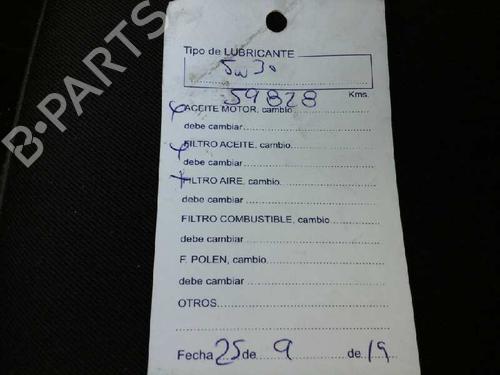 Tipo de LUBRICANTE
5W30
59828 Kms.
ACEITE MOTOR, cambio
debe cambiar
FILTRO ACEITE, cambio
debe cambiar
FILTRO AIRE, cambio
debe cambiar
FILTRO COMBUSTIBLE, cambio
debe cambiar
F. POLEN, cambio
debe cambiar
OTROS
Fecha 25 de 9 de 19
B-PARTS